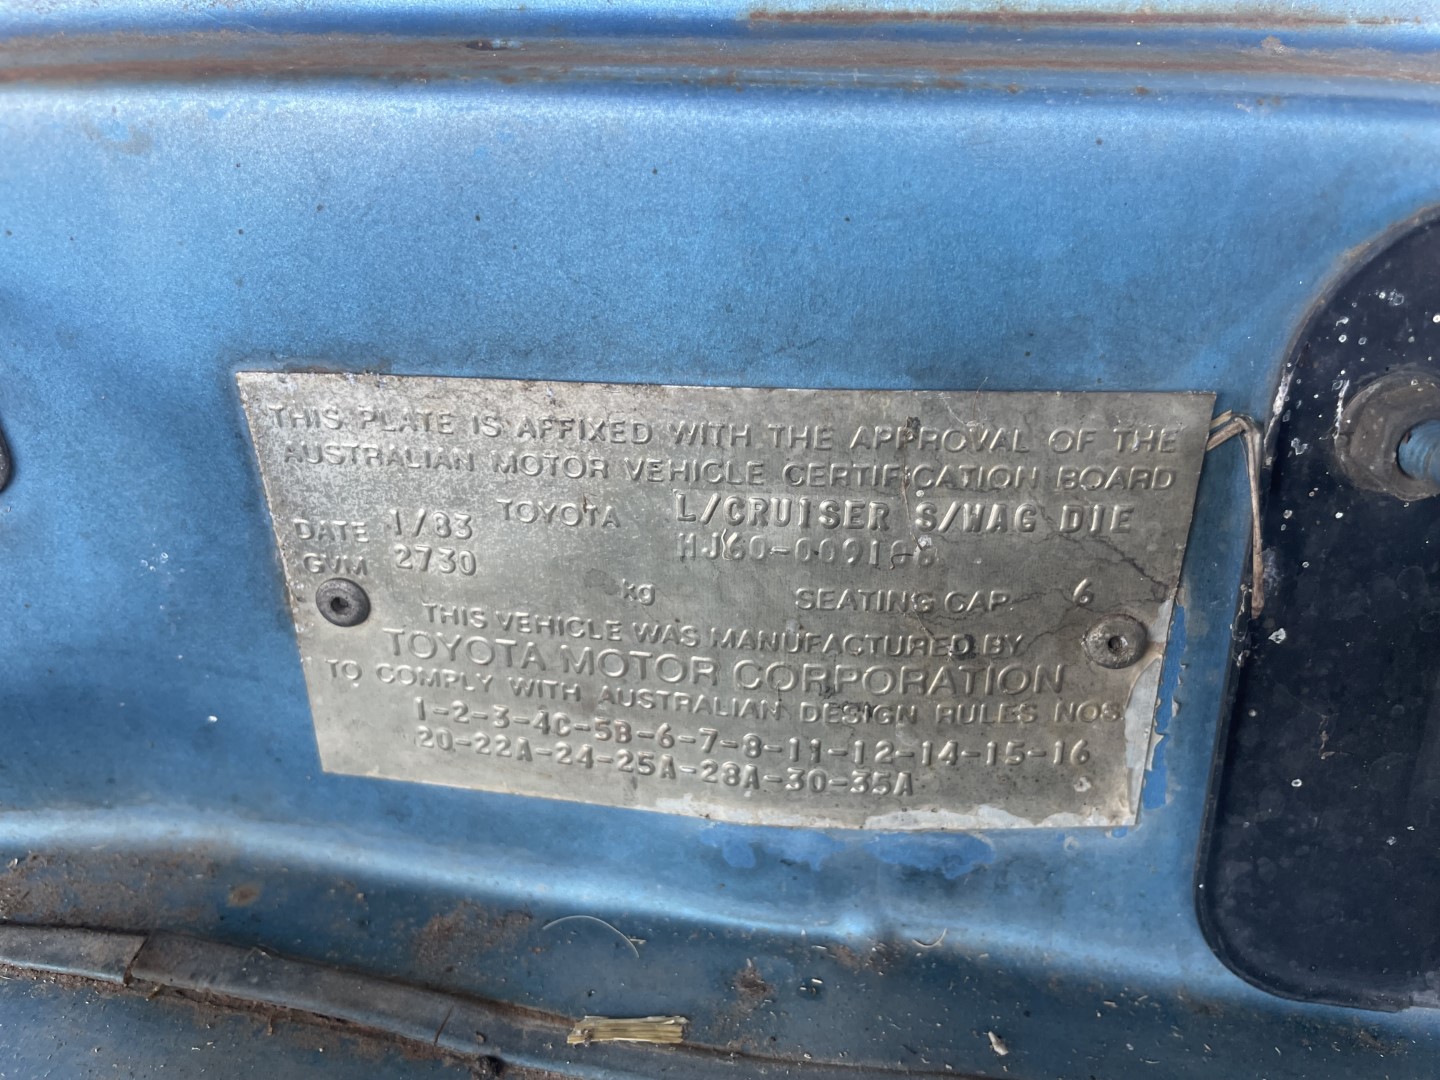 THIS PLATE IS AFFIXED WITH THE APPROVAL OF THE
AUSTRALIAN MOTOR VEHICLE CERTIFICATION BOARD
DATE 1/83 TOYOTA L/CRUISER S/WAG DIE
GVM 2730 kg HJ60-009188
SEATING CAP. 6
THIS VEHICLE WAS MANUFACTURED BY
TOYOTA MOTOR CORPORATION
TO COMPLY WITH AUSTRALIAN DESIGN RULES NOS
1-2-3-4C-5B-6-7-8-11-12-14-15-16
20-22A-24-25A-28A-30-35A